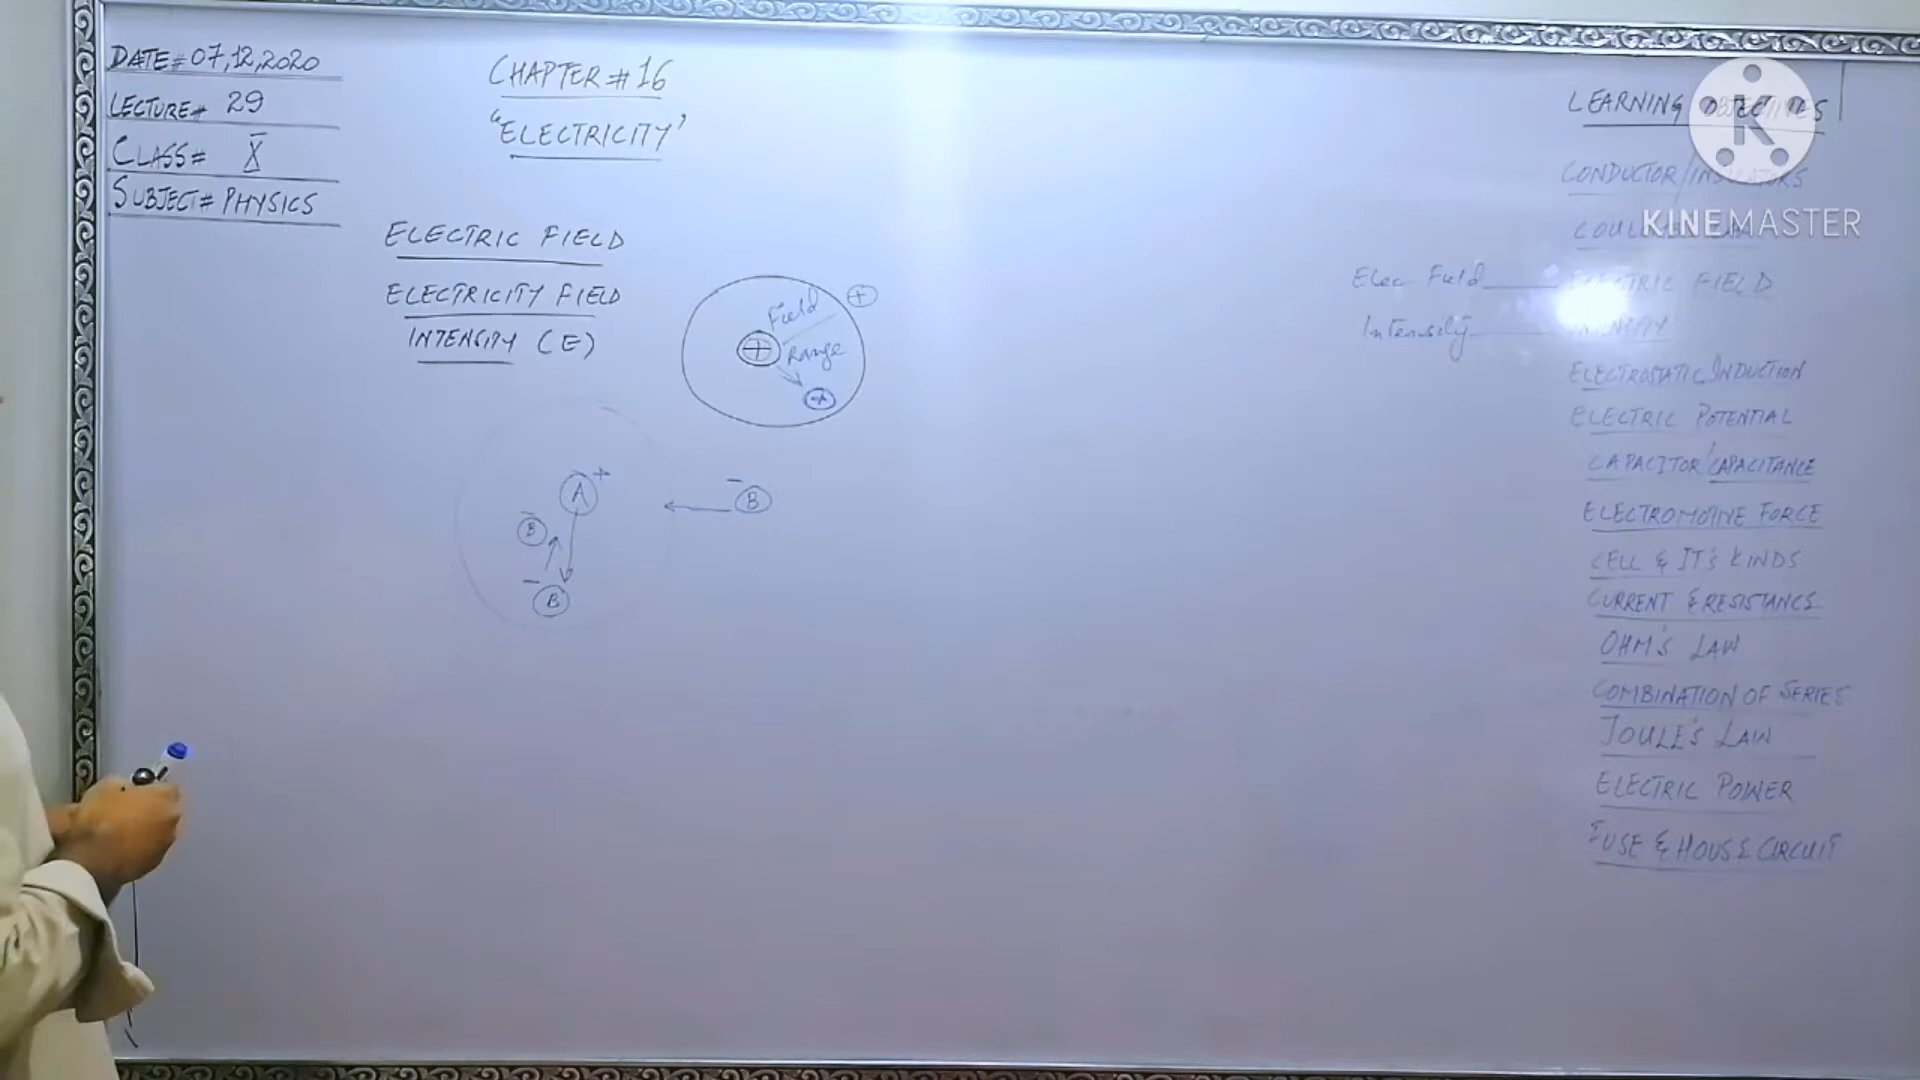 DATE# 07,12,2020
LECTURE# 29
CLASS# X
SUBJECT# PHYSICS
CHAPTER # 16
"ELECTRICITY"
ELECTRIC FIELD
ELECTRICITY FIELD
INTENSITY (E)
+
Field
Range
+
+
A +
B
B
B
LEARNING OBJECTIVES
CONDUCTOR/INSULATORS
K
KINEMASTER
Elec Field ELECTRIC FIELD
Intensity INTENSITY
ELECTROSTATIC INDUCTION
ELECTRIC POTENTIAL
CAPACITOR/CAPACITANCE
ELECTROMOTIVE FORCE
CELL & IT'S KINDS
CURRENT & RESISTANCE
OHM'S LAW
COMBINATION OF SERIES
JOULE'S LAW
ELECTRIC POWER
FUSE & HOUSE CIRCUIT